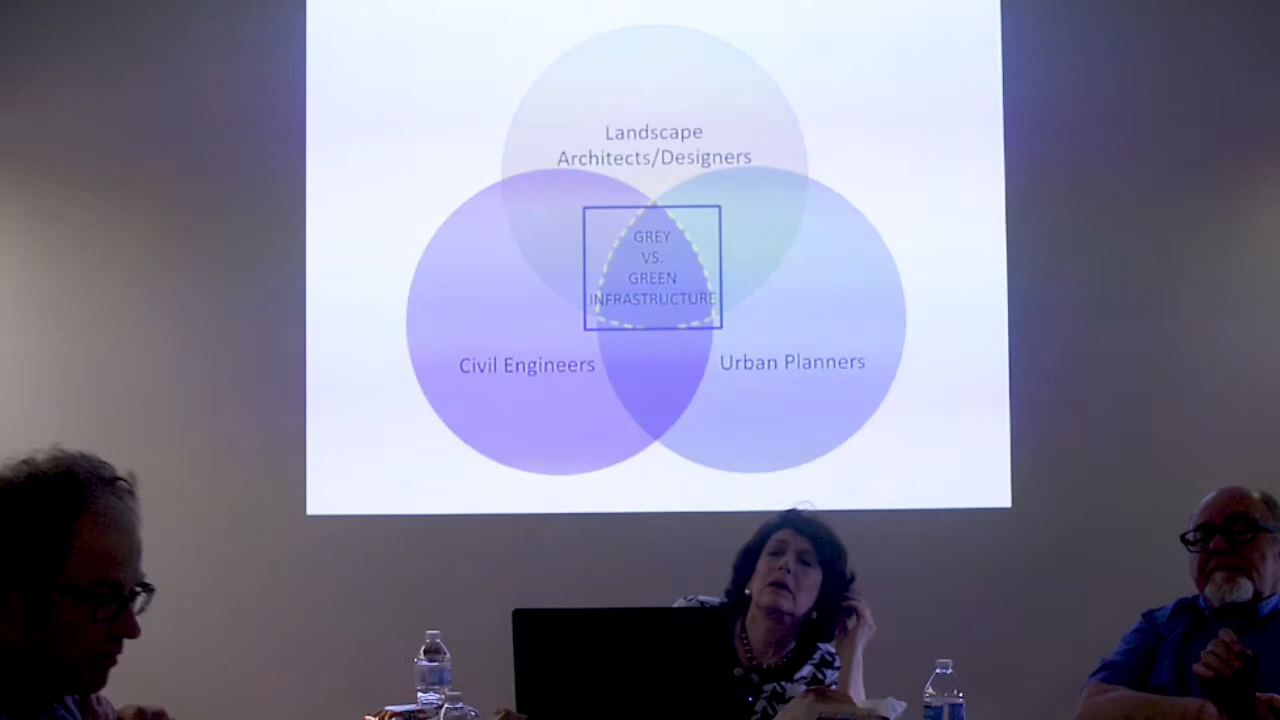 Landscape
Architects/Designers
GREY
VS.
GREEN
INFRASTRUCTURE
Civil Engineers
Urban Planners